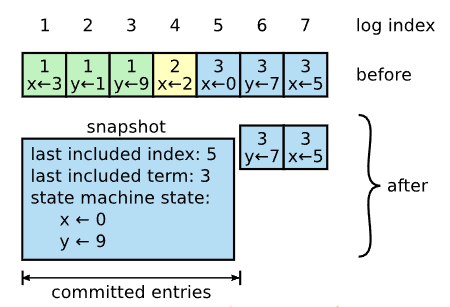 1 2 3 4 5 6 7 log index
1 1 1 2 3 3 3
x←3 y←1 y←9 x←2 x←0 y←7 x←5
before
snapshot
3 3
y←7 x←5
last included index: 5
last included term: 3
state machine state:
x ← 0
y ← 9
after
committed entries